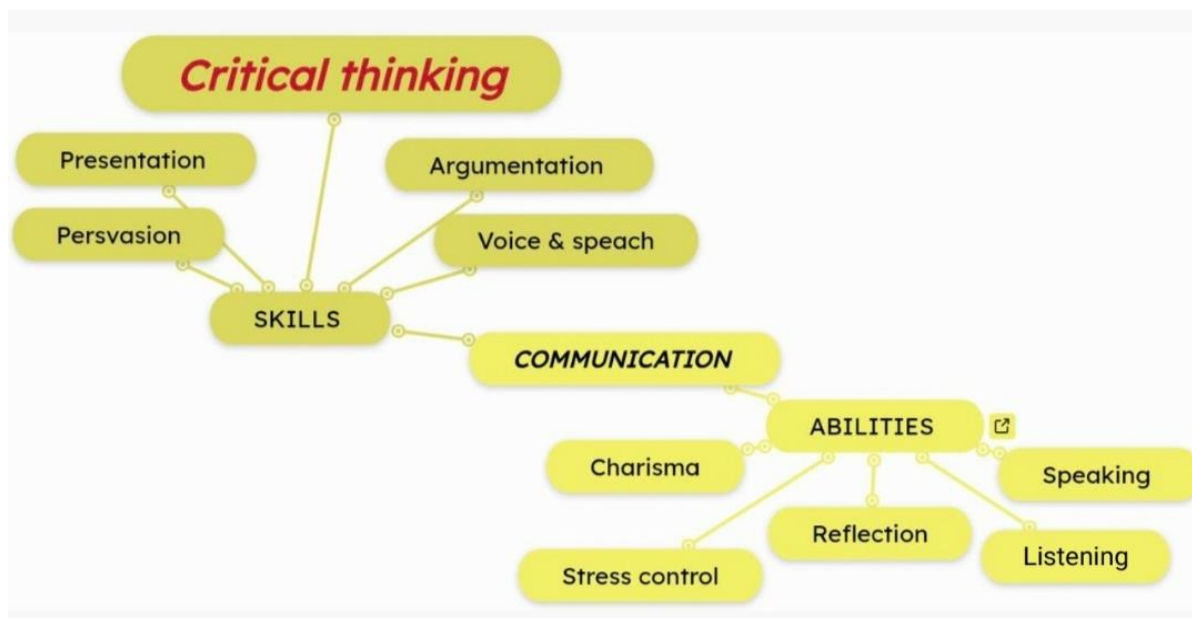 Critical thinking
Presentation
Argumentation
Persvasion
Voice & speach
SKILLS
COMMUNICATION
ABILITIES
Charisma
Speaking
Reflection
Listening
Stress control